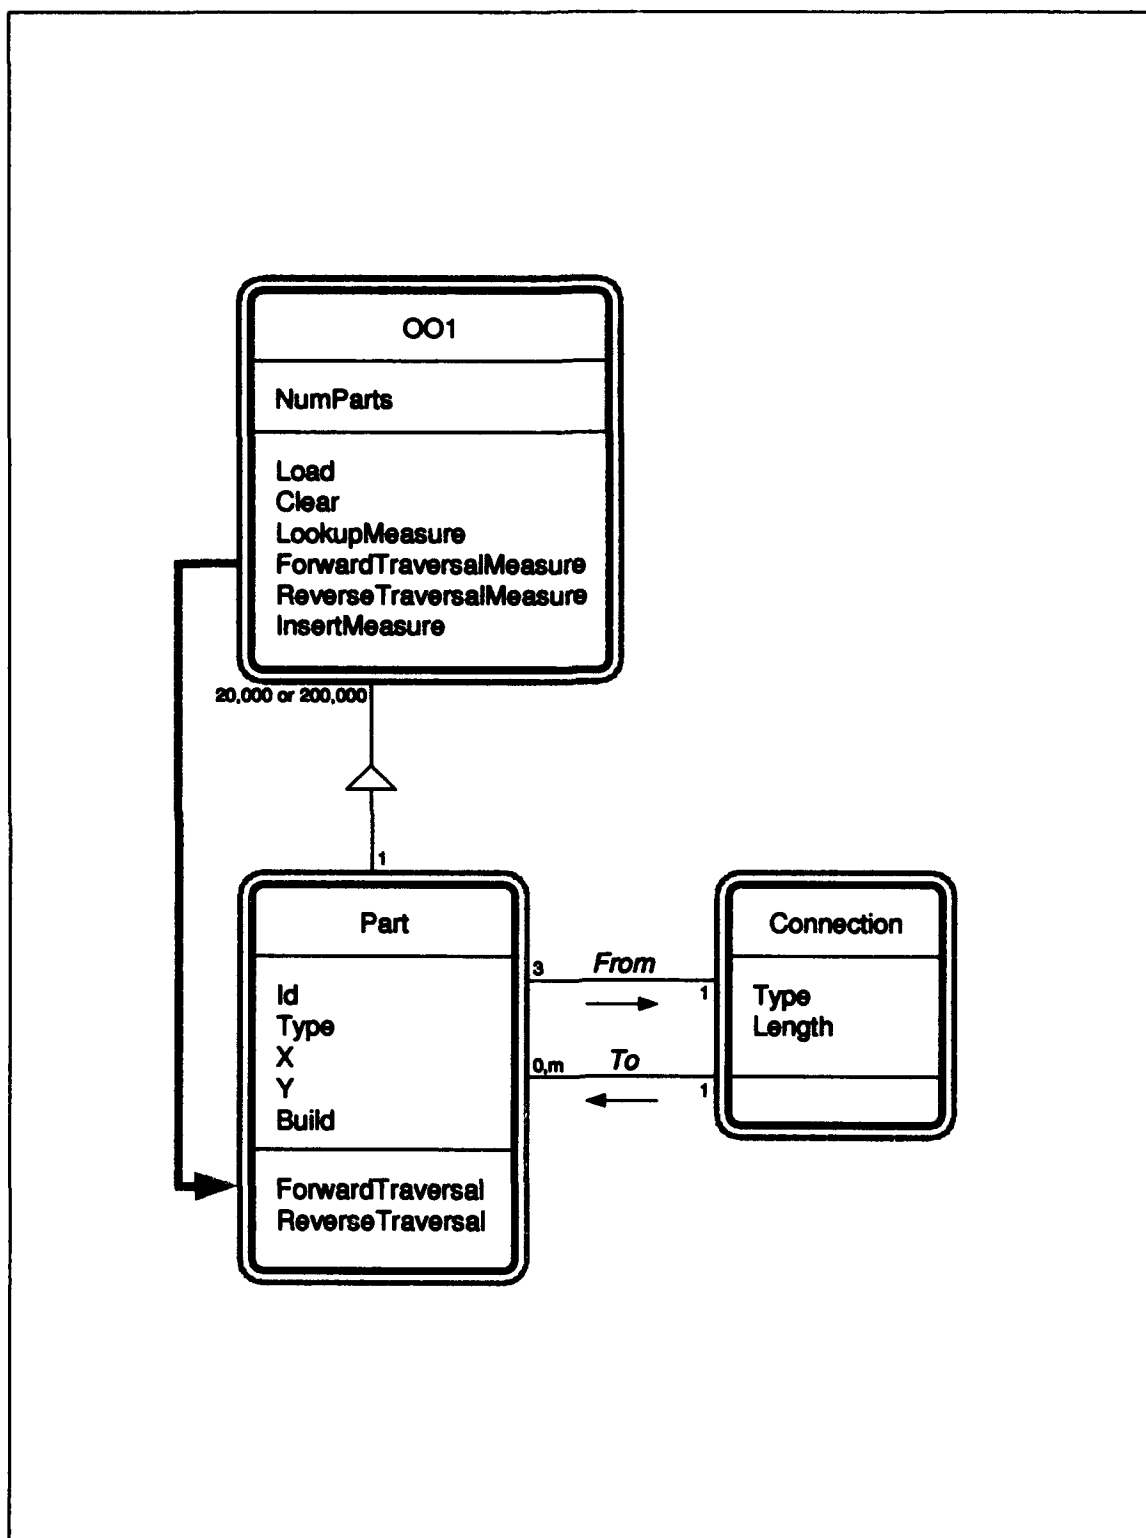 OO1
NumParts
Load
Clear
LookupMeasure
ForwardTraversalMeasure
ReverseTraversalMeasure
InsertMeasure
20,000 or 200,000
1
Part
Id
Type
X
Y
Build
ForwardTraversal
ReverseTraversal
3 From 1
0,m To 1
Connection
Type
Length